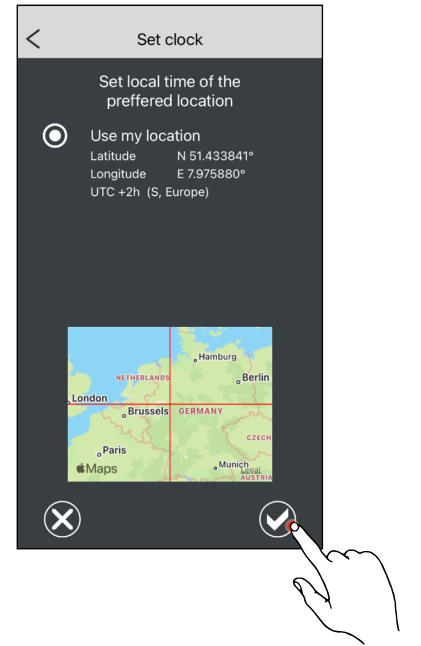 Set clock
Set local time of the
preffered location
Use my location
Latitude N 51.433841°
Longitude E 7.975880°
UTC +2h (S, Europe)
Hamburg
NETHERLANDS
Berlin
London
Brussels GERMANY
CZECH
Paris
Munich
Maps
Legal
AUSTRIA